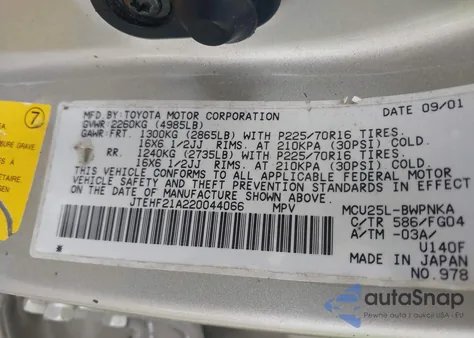 MFD.BY:TOYOTA MOTOR CORPORATION DATE 09/01
GVWR:2260KG (4985LB)
GAWR:FRT. 1300KG (2865LB) WITH P225/70R16 TIRES.
16X6 1/2JJ RIMS. AT 210KPA (30PSI) COLD.
RR. 1240KG (2735LB) WITH P225/70R16 TIRES.
16X6 1/2JJ RIMS. AT 210KPA (30PSI) COLD.
THIS VEHICLE CONFORMS TO ALL APPLICABLE FEDERAL MOTOR
VEHICLE SAFETY AND THEFT PREVENTION STANDARDS IN EFFECT
ON THE DATE OF MANUFACTURE SHOWN ABOVE.
JTEHF21A220044066 MPV MCU25L-BWPNKA
C/TR 586/FG04
A/TM -03A/
U140F
MADE IN JAPAN
NO.978
7
SURE GRAVE
autoSnap